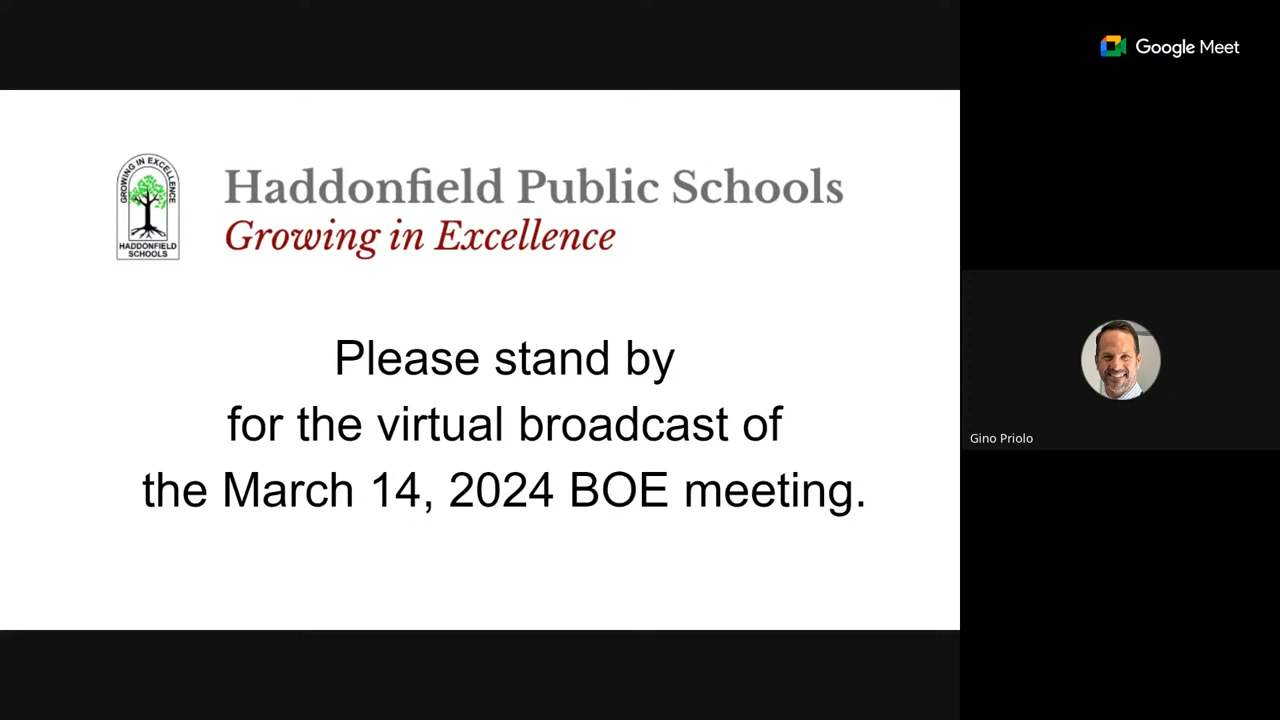 Google Meet
GROWING IN EXCELLENCE
HADDONFIELD
SCHOOLS
Haddonfield Public Schools
Growing in Excellence
Please stand by
for the virtual broadcast of
the March 14, 2024 BOE meeting.
Gino Priolo